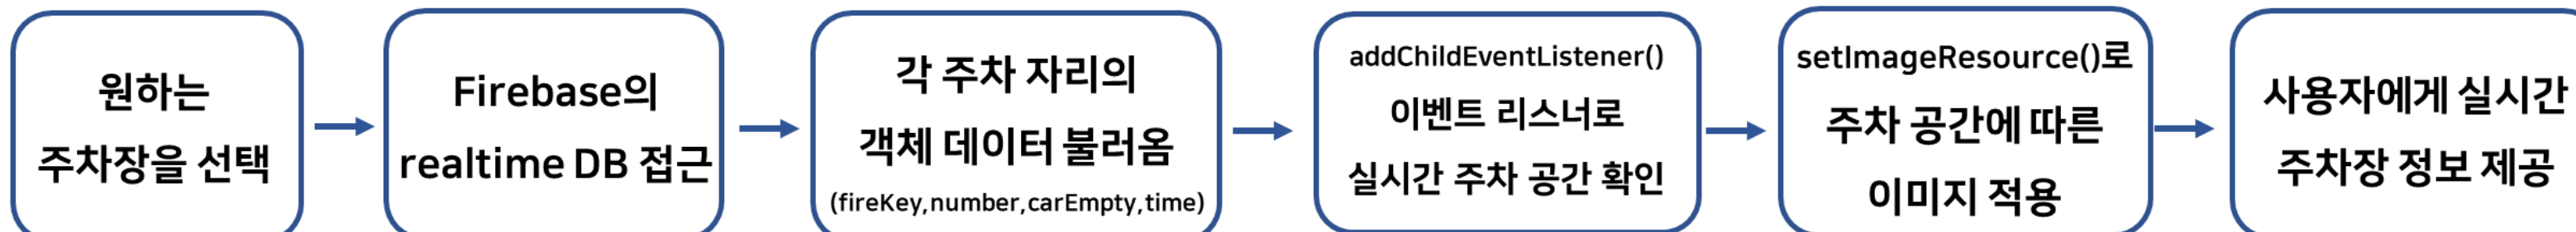 원하는
주차장을 선택
Firebase의
realtime DB 접근
각 주차 자리의
객체 데이터 불러옴
(fireKey,number,carEmpty,time)
addChildEventListener()
이벤트 리스너로
실시간 주차 공간 확인
setImageResource()로
주차 공간에 따른
이미지 적용
사용자에게 실시간
주차장 정보 제공